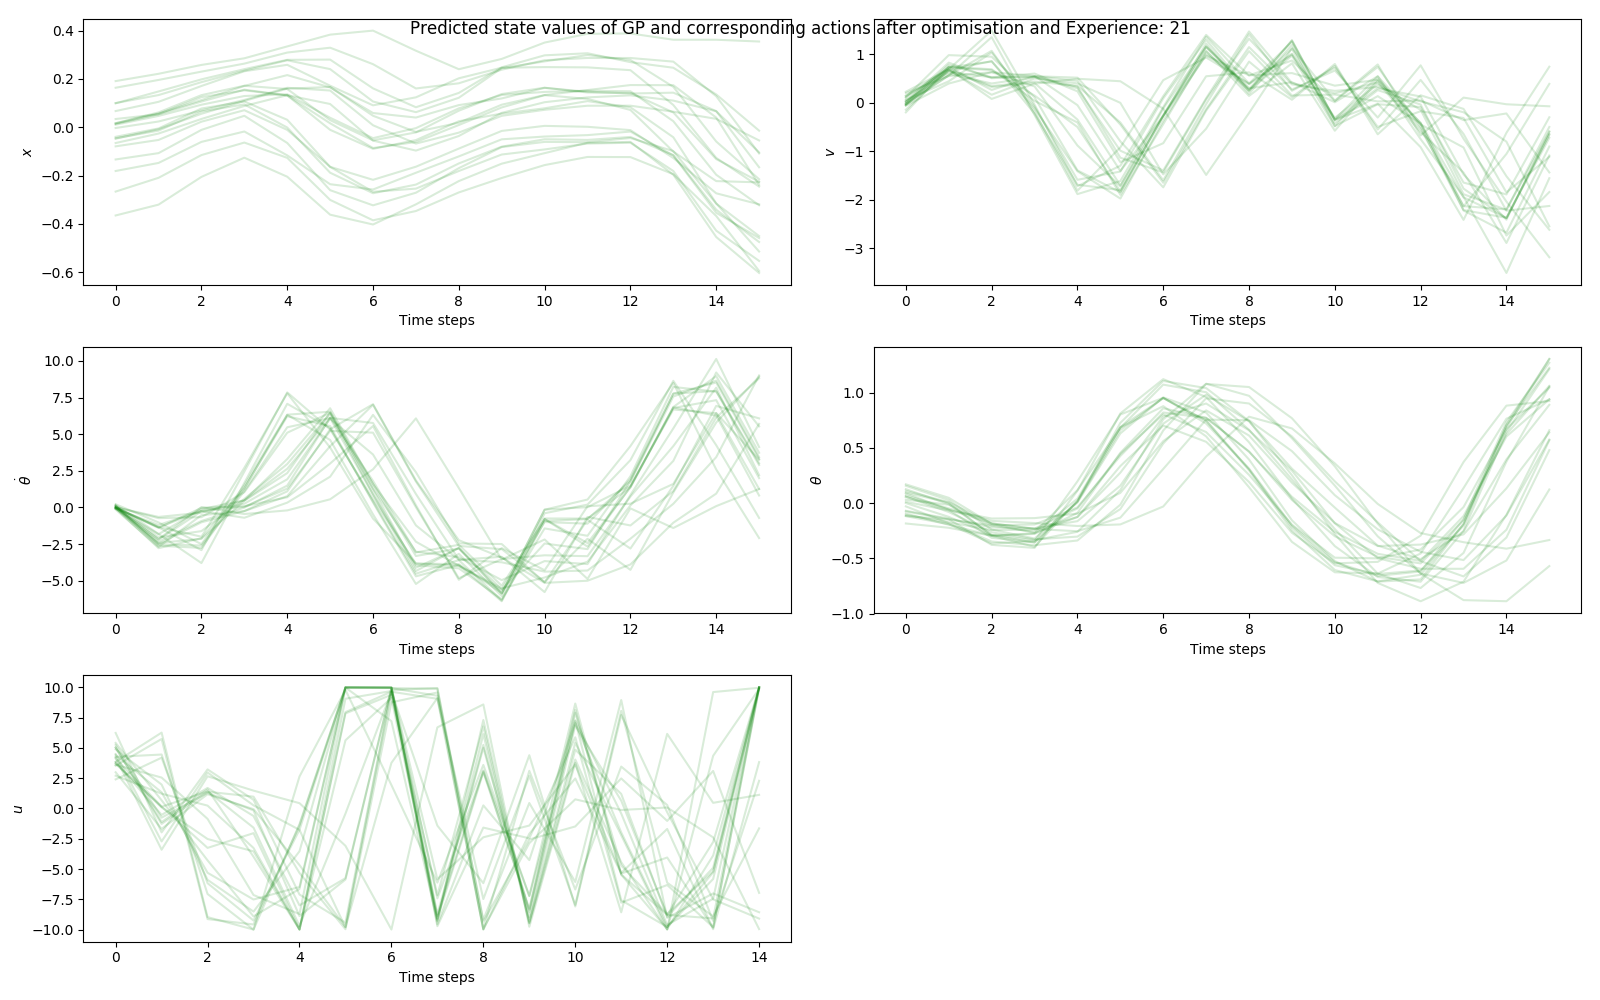 Predicted state values of GP and corresponding actions after optimisation and Experience: 21
0.4
0.2
0.0
−0.2
−0.4
−0.6
x
0 2 4 6 8 10 12 14
Time steps
1
0
−1
−2
−3
v
0 2 4 6 8 10 12 14
Time steps
10.0
7.5
5.0
2.5
0.0
−2.5
−5.0
θ̇
0 2 4 6 8 10 12 14
Time steps
1.0
0.5
0.0
−0.5
−1.0
θ
0 2 4 6 8 10 12 14
Time steps
10.0
7.5
5.0
2.5
0.0
−2.5
−5.0
−7.5
−10.0
u
0 2 4 6 8 10 12 14
Time steps